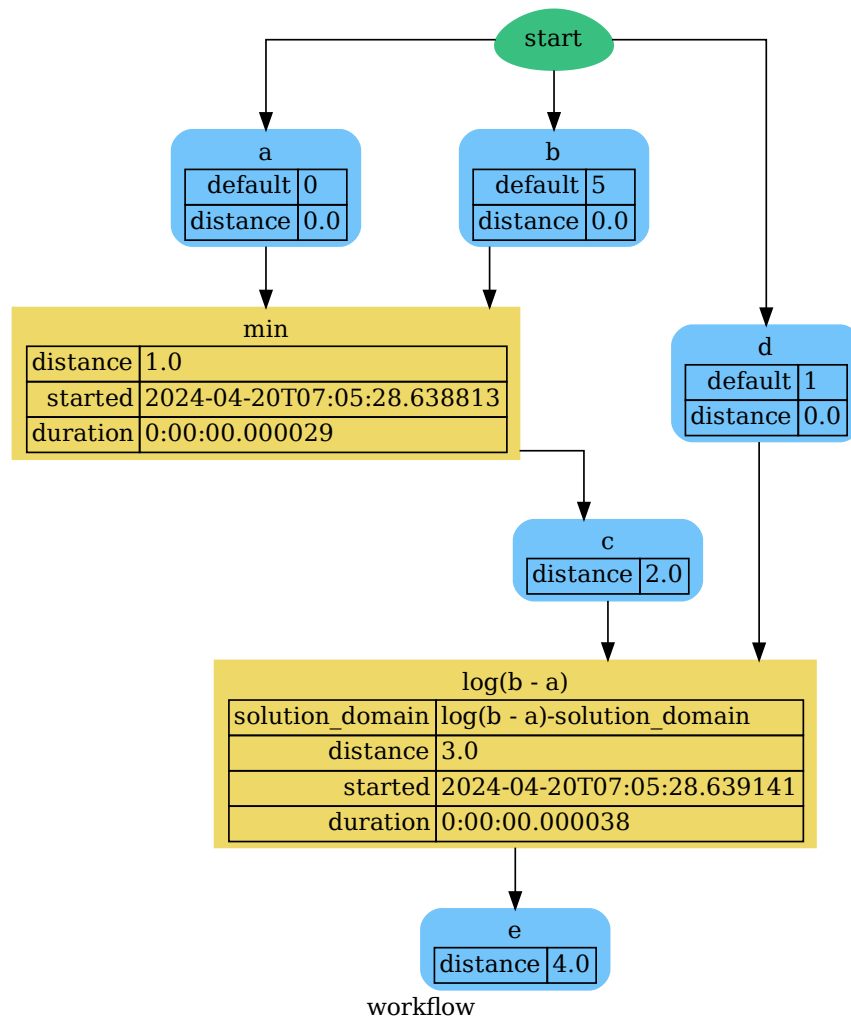 start
a
default 0
distance 0.0
b
default 5
distance 0.0
min
distance 1.0
started 2024-04-20T07:05:28.638813
duration 0:00:00.000029
d
default 1
distance 0.0
c
distance 2.0
log(b - a)
solution_domain log(b - a)-solution_domain
distance 3.0
started 2024-04-20T07:05:28.639141
duration 0:00:00.000038
e
distance 4.0
workflow